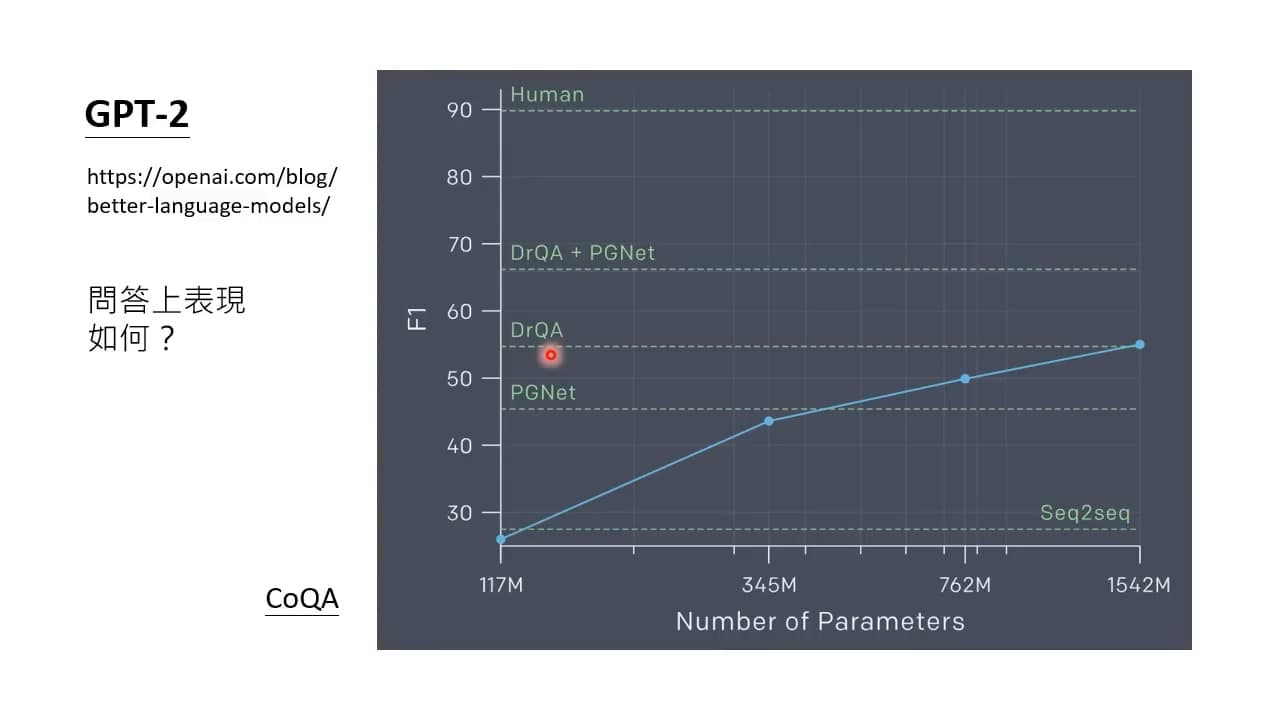 GPT-2
https://openai.com/blog/
better-language-models/
問答上表現
如何？
CoQA
Human
90
80
70
DrQA + PGNet
60
F1
DrQA
50
PGNet
40
30
Seq2seq
117M 345M 762M 1542M
Number of Parameters